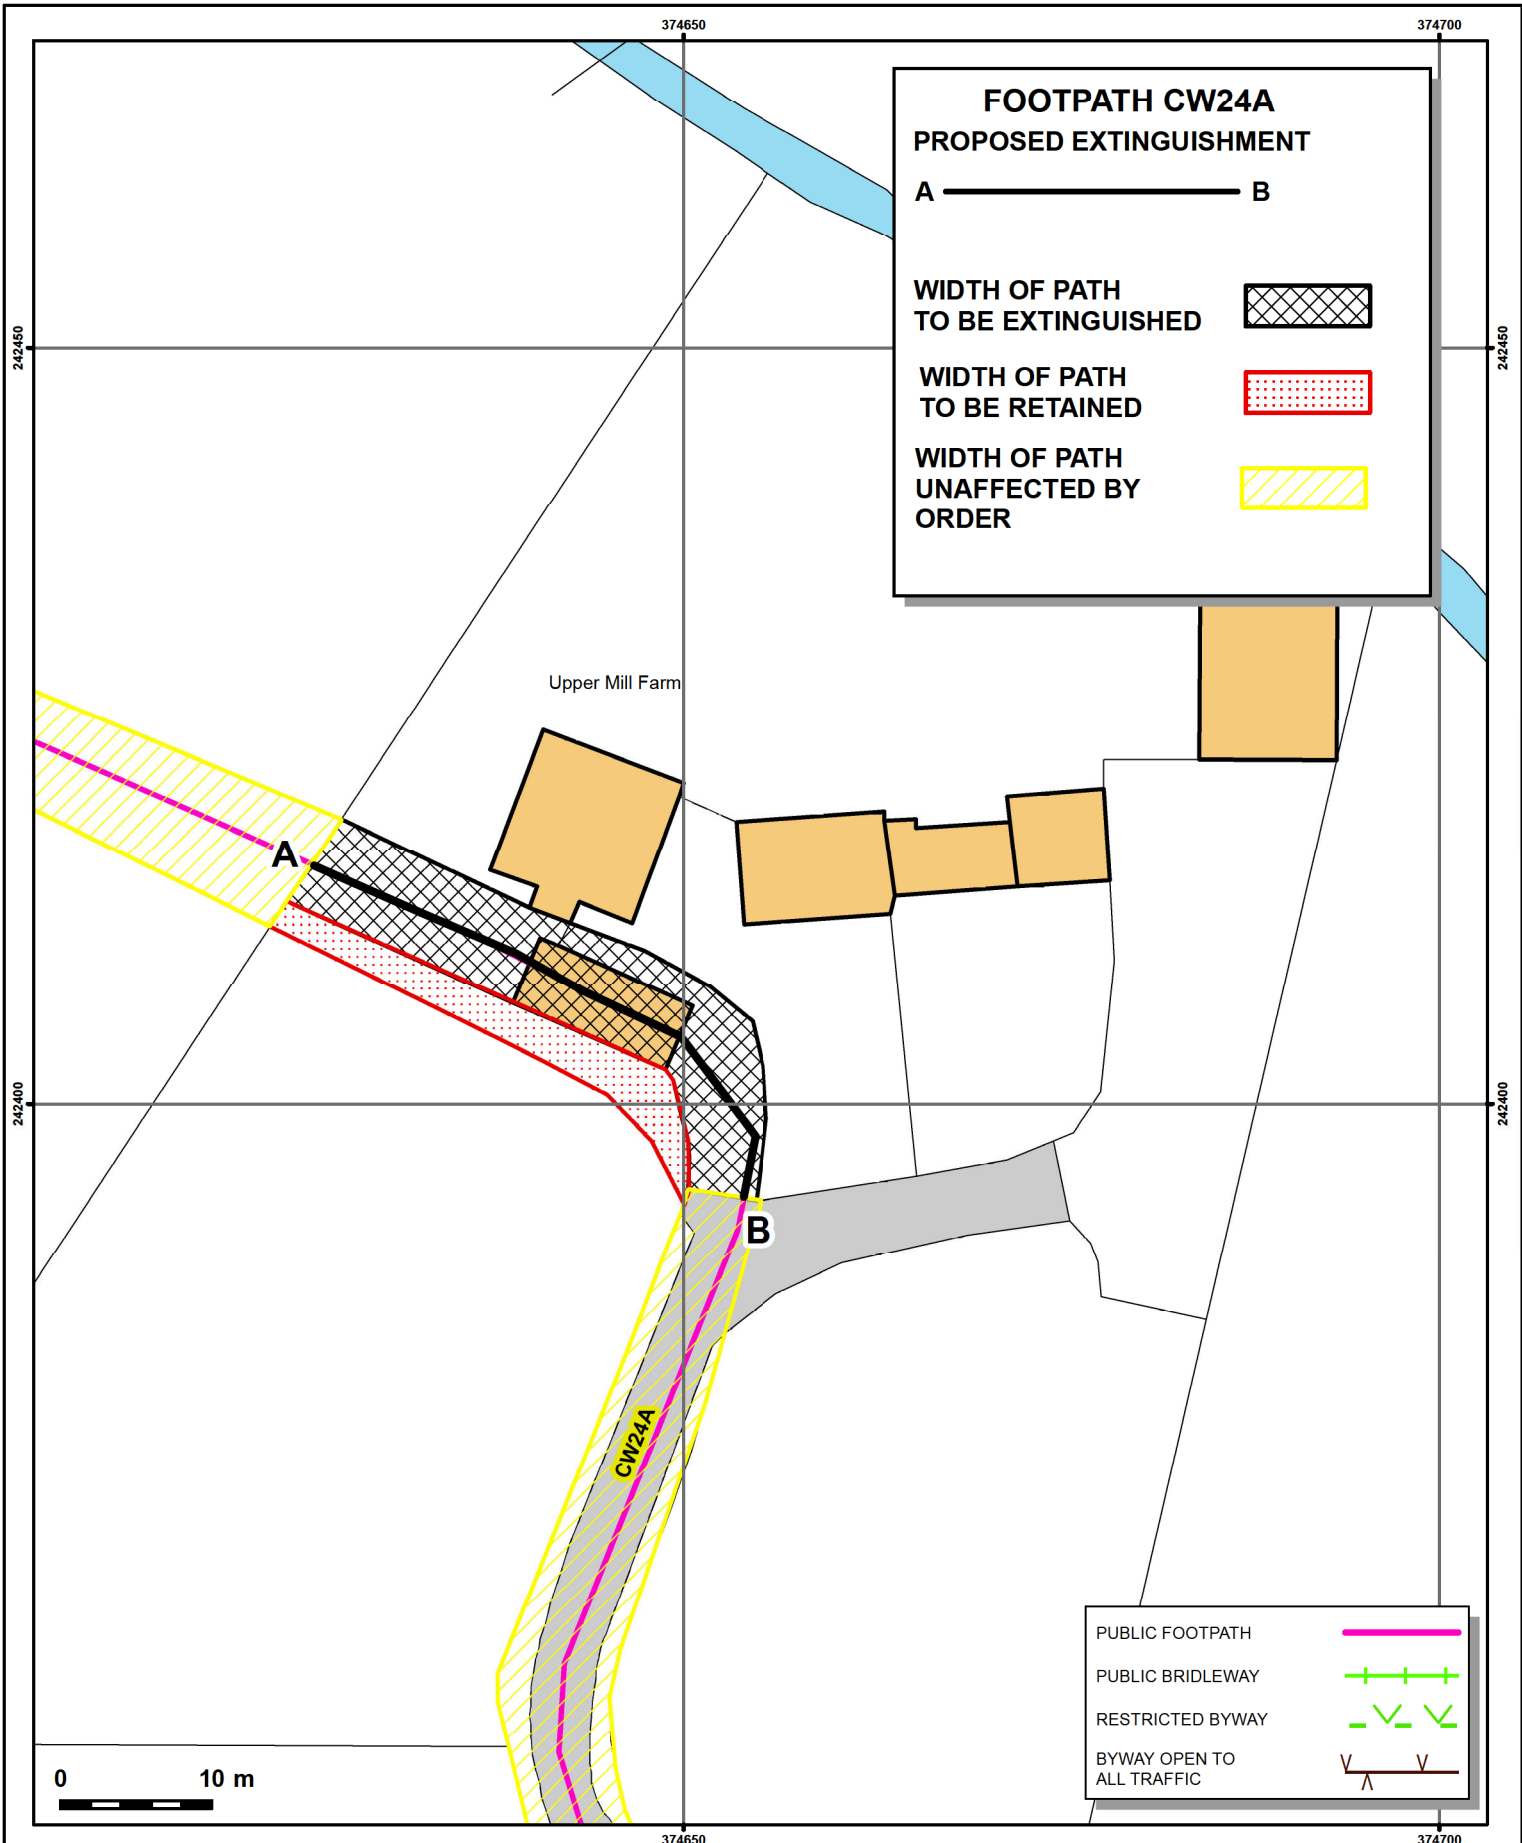 374650
374700
FOOTPATH CW24A
PROPOSED EXTINGUISHMENT
A
B
WIDTH OF PATH
TO BE EXTINGUISHED
WIDTH OF PATH
TO BE RETAINED
WIDTH OF PATH
UNAFFECTED BY
ORDER
242450
242450
Upper Mill Farm
A
242400
242400
B
CW24A
PUBLIC FOOTPATH
PUBLIC BRIDLEWAY
RESTRICTED BYWAY
BYWAY OPEN TO
ALL TRAFFIC
0
10 m
374650
374700